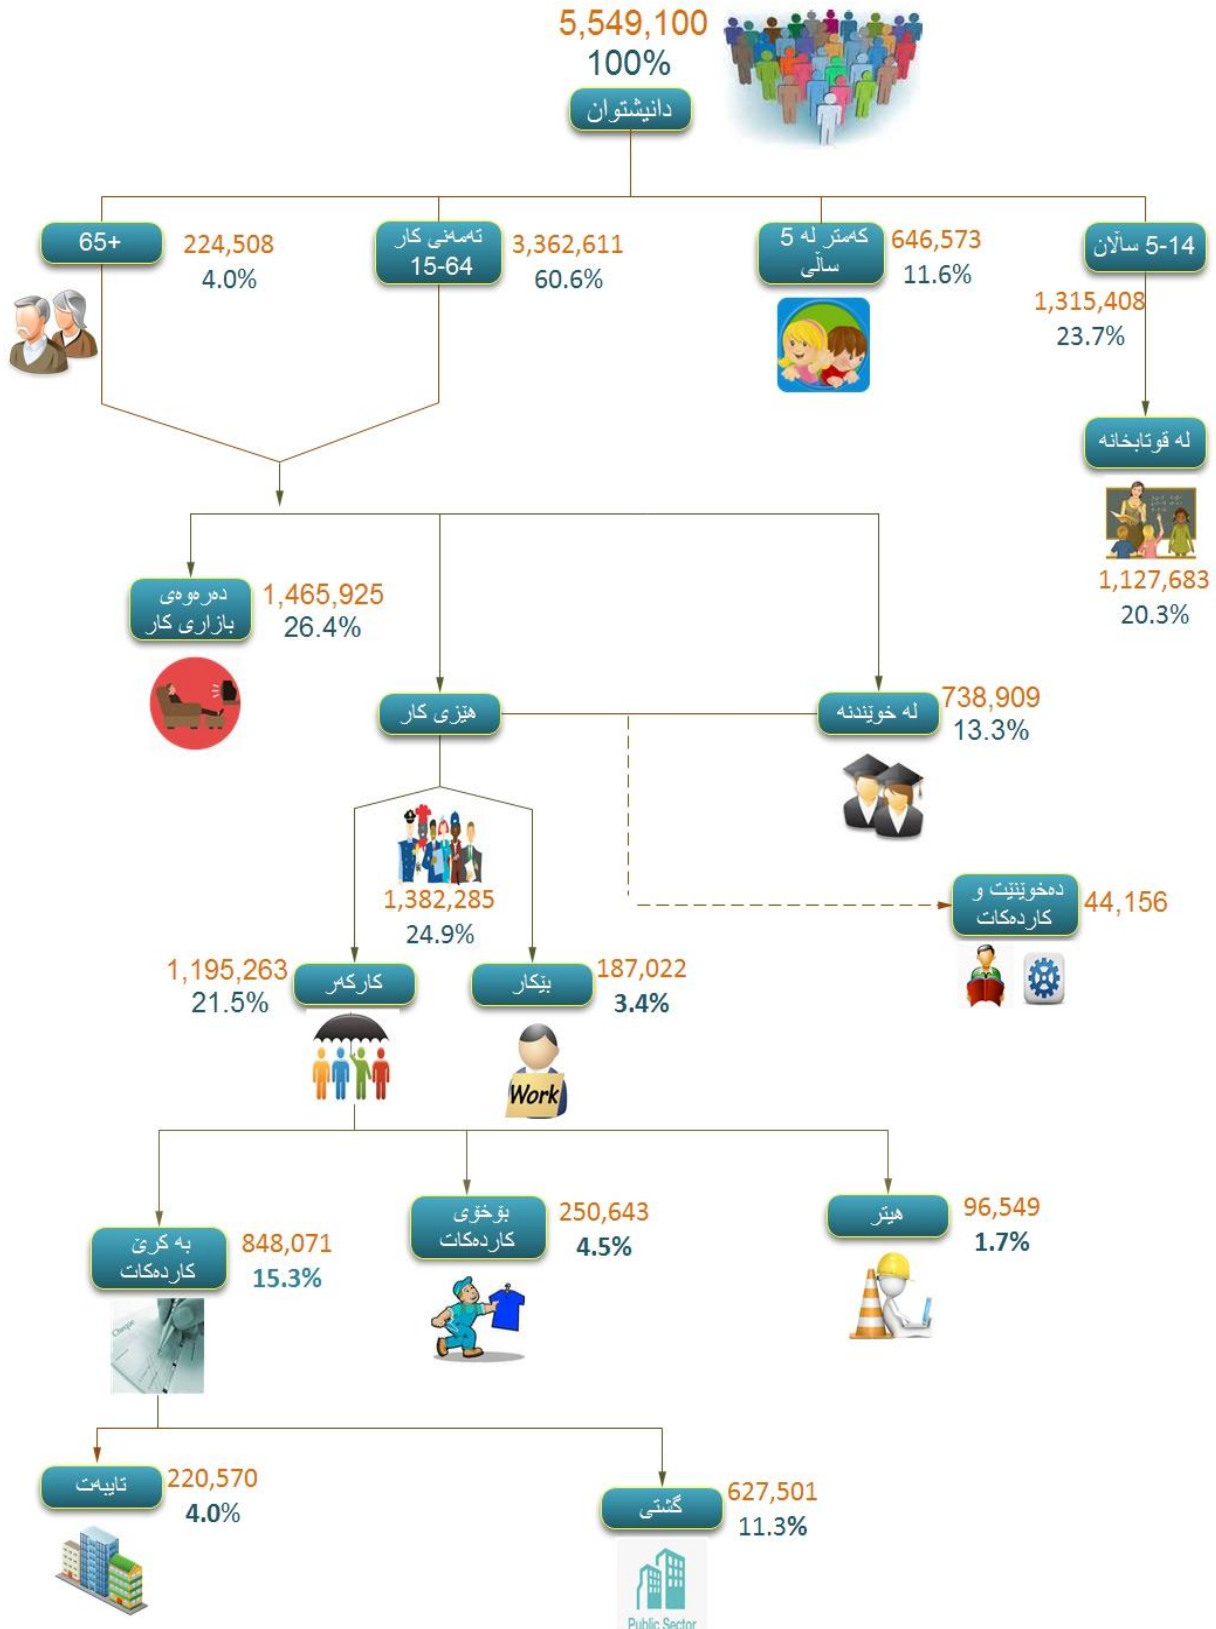 5,549,100
100%
دانیشتوان
5-14 ساڵان
1,315,408
23.7%
کەمتر لە 5
ساڵی
646,573
11.6%
تەمەنی کار
15-64
3,362,611
60.6%
65+
224,508
4.0%
لە قوتابخانە
1,127,683
20.3%
دەرەوەی
بازاری کار
1,465,925
26.4%
هێزی کار
لە خوێندنە
738,909
13.3%
1,382,285
24.9%
دەخوێنێت و
کاردەکات
44,156
کارکەر
1,195,263
21.5%
بێکار
187,022
3.4%
Work
هیتر
96,549
1.7%
بۆخۆی
کاردەکات
250,643
4.5%
بە کرێ
کاردەکات
848,071
15.3%
Cheque
تایبەت
220,570
4.0%
گشتی
627,501
11.3%
Public Sector